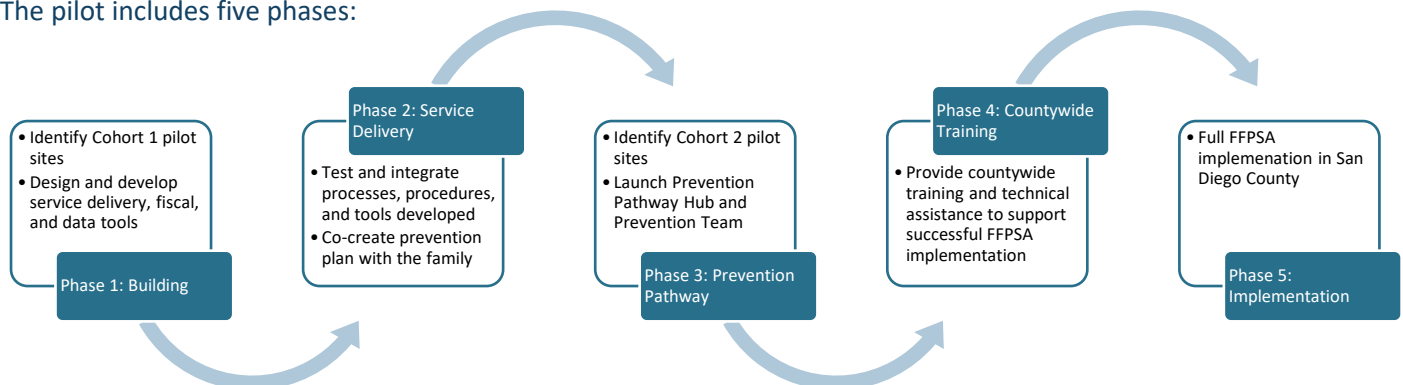 The pilot includes five phases:
• Identify Cohort 1 pilot
sites
• Design and develop
service delivery, fiscal,
and data tools
Phase 1: Building
Phase 2: Service
Delivery
• Test and integrate
processes, procedures,
and tools developed
• Co-create prevention
plan with the family
• Identify Cohort 2 pilot
sites
• Launch Prevention
Pathway Hub and
Prevention Team
Phase 3: Prevention
Pathway
Phase 4: Countywide
Training
• Provide countywide
training and technical
assistance to support
successful FFPSA
implementation
• Full FFPSA
implemenation in San
Diego County
Phase 5:
Implementation